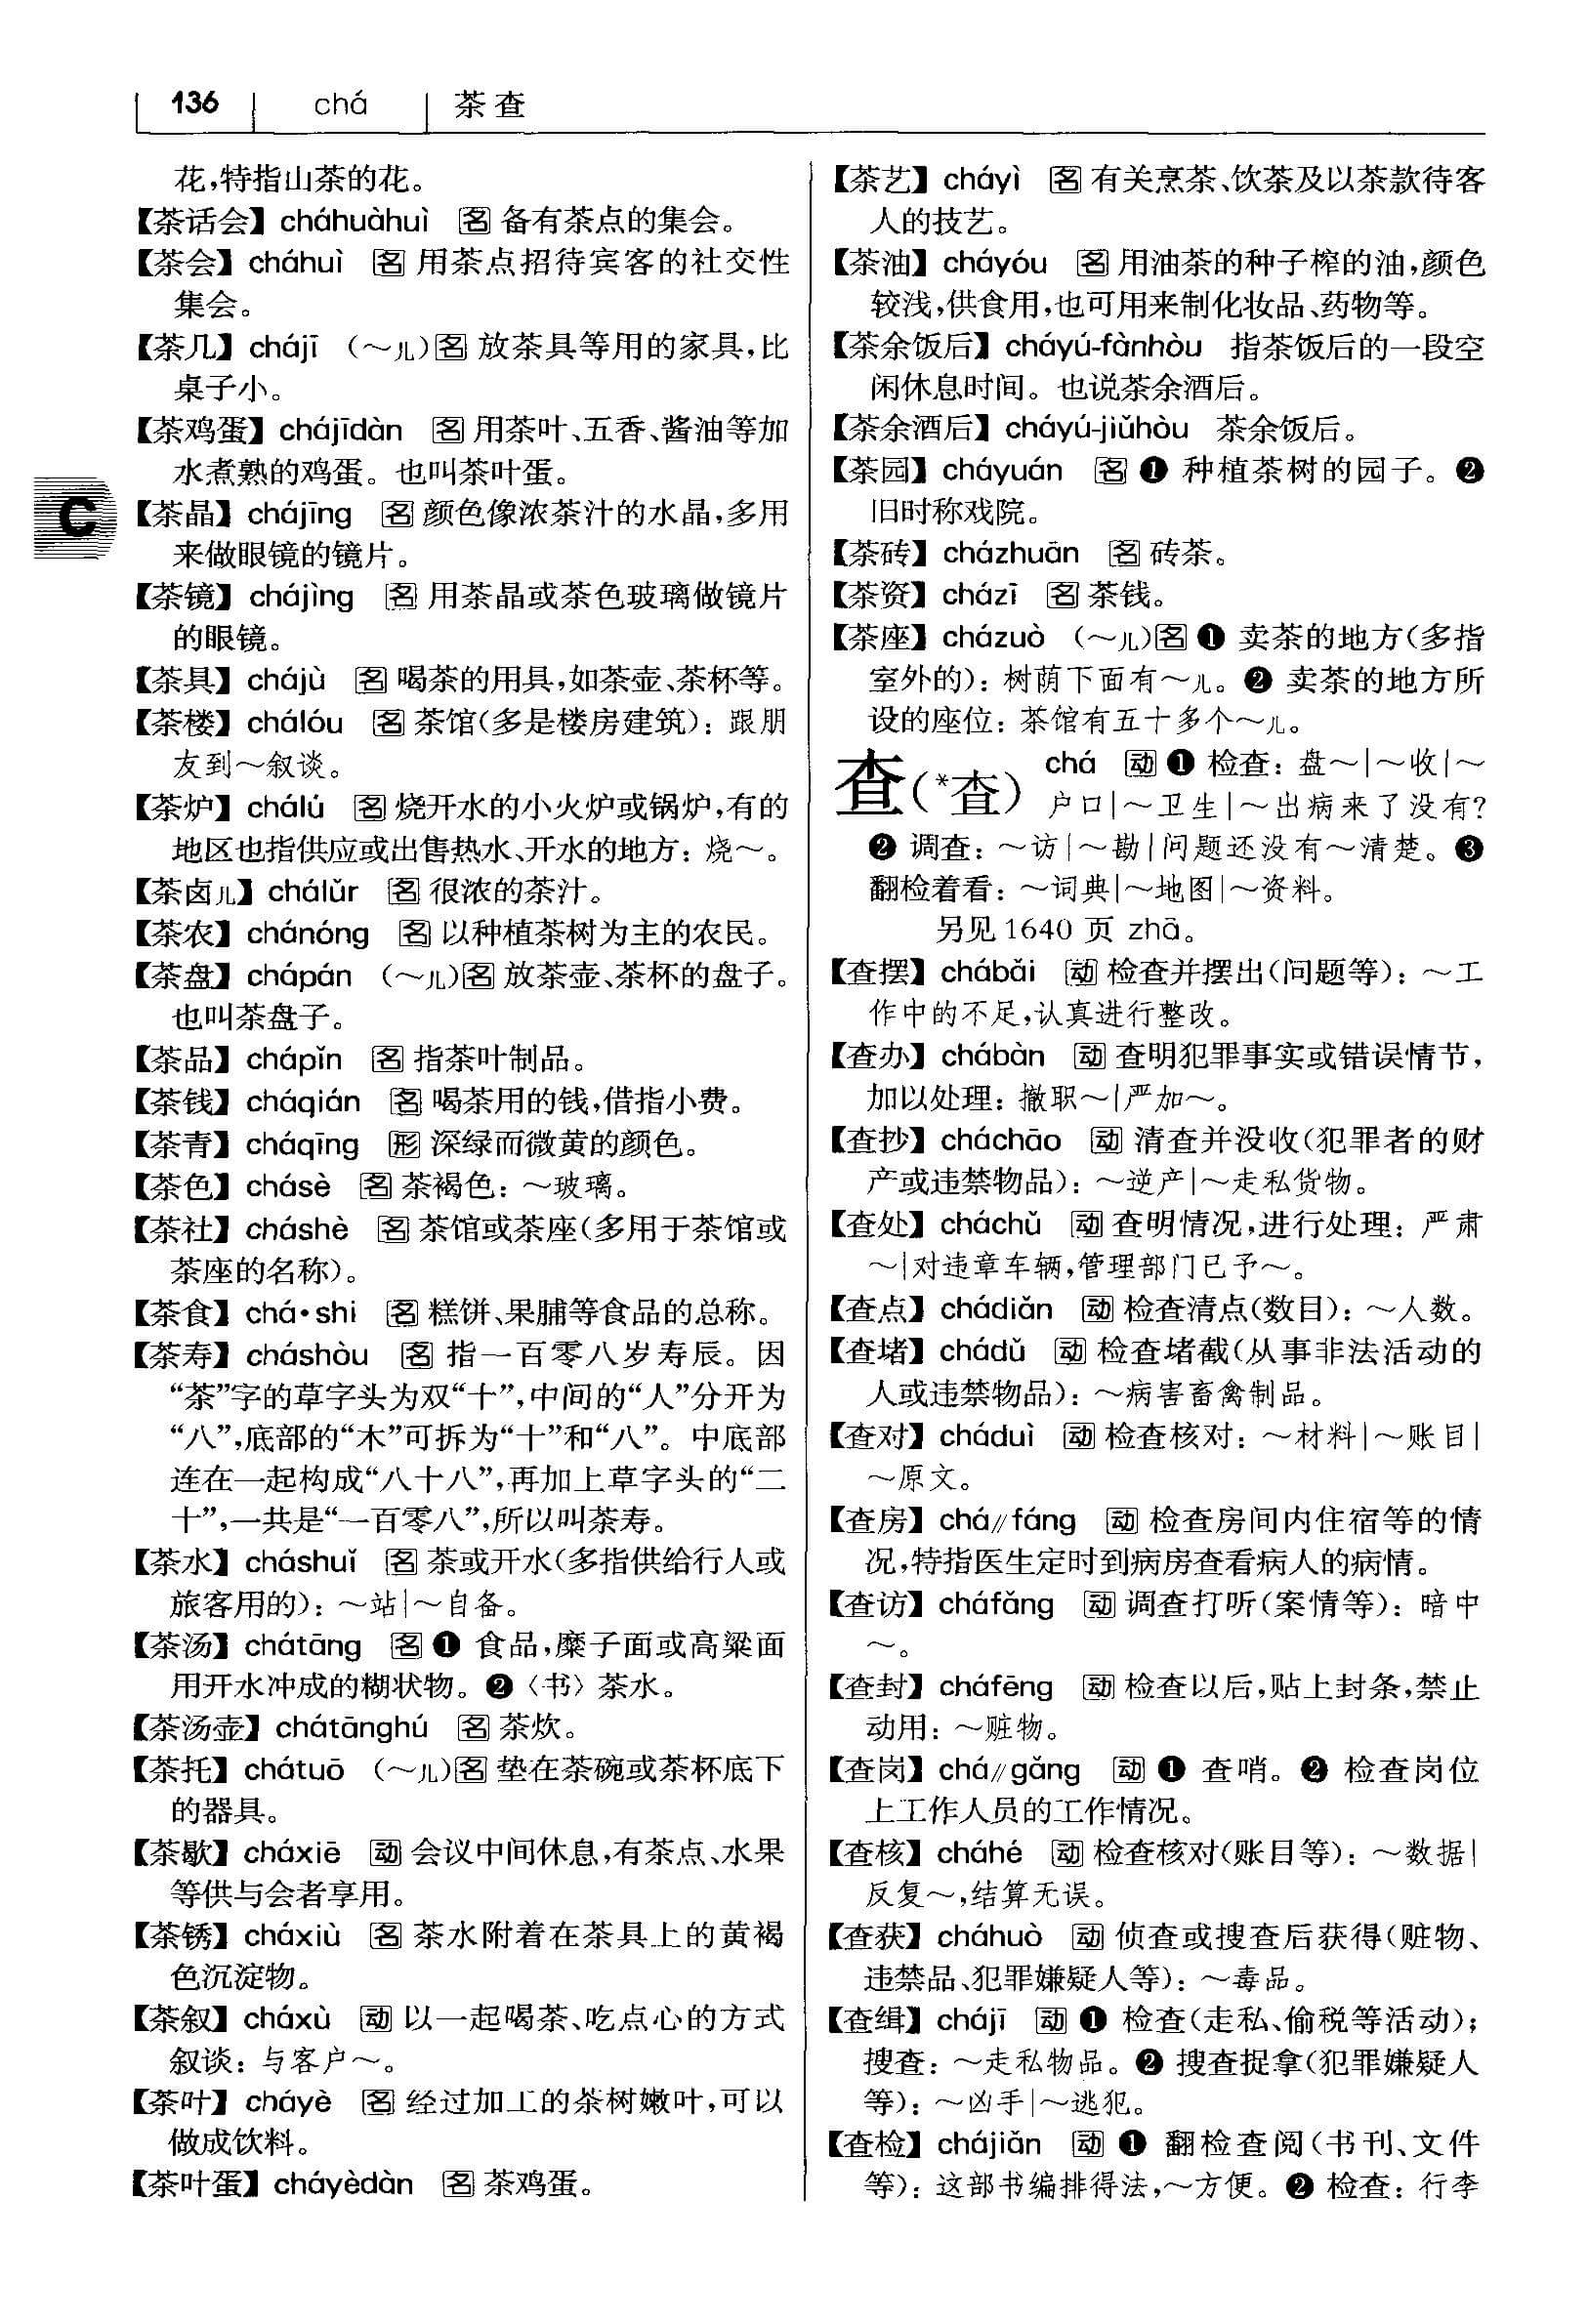 136 chá 茶查
花,特指山茶的花。
【茶话会】cháhuàhuì 名 备有茶点的集会。
【茶会】cháhuì 名 用茶点招待宾客的社交性
集会。
【茶几】chájī (～儿)名 放茶具等用的家具,比
桌子小。
【茶鸡蛋】chájīdàn 名 用茶叶、五香、酱油等加
水煮熟的鸡蛋。也叫茶叶蛋。
C
【茶晶】chájīng 名 颜色像浓茶汁的水晶,多用
来做眼镜的镜片。
【茶镜】chájìng 名 用茶晶或茶色玻璃做镜片
的眼镜。
【茶具】chájù 名 喝茶的用具,如茶壶、茶杯等。
【茶楼】chálóu 名 茶馆(多是楼房建筑)：跟朋
友到～叙谈。
【茶炉】chálú 名 烧开水的小火炉或锅炉,有的
地区也指供应或出售热水、开水的地方：烧～。
【茶卤儿】chálǔr 名 很浓的茶汁。
【茶农】chánóng 名 以种植茶树为主的农民。
【茶盘】chápán (～儿)名 放茶壶、茶杯的盘子。
也叫茶盘子。
【茶品】chápǐn 名 指茶叶制品。
【茶钱】cháqián 名 喝茶用的钱,借指小费。
【茶青】cháqīng 形 深绿而微黄的颜色。
【茶色】chásè 名 茶褐色：～玻璃。
【茶社】cháshè 名 茶馆或茶座(多用于茶馆或
茶座的名称)。
【茶食】chá·shi 名 糕饼、果脯等食品的总称。
【茶寿】cháshòu 名 指一百零八岁寿辰。因
“茶”字的草字头为双“十”,中间的“人”分开为
“八”,底部的“木”可拆为“十”和“八”。中底部
连在一起构成“八十八”,再加上草字头的“二
十”,一共是“一百零八”,所以叫茶寿。
【茶水】cháshuǐ 名 茶或开水(多指供给行人或
旅客用的)：～站|～自备。
【茶汤】chátāng 名 ❶ 食品,糜子面或高粱面
用开水冲成的糊状物。❷〈书〉茶水。
【茶汤壶】chátānghú 名 茶炊。
【茶托】chátuō (～儿)名 垫在茶碗或茶杯底下
的器具。
【茶歇】cháxiē 动 会议中间休息,有茶点、水果
等供与会者享用。
【茶锈】cháxiù 名 茶水附着在茶具上的黄褐
色沉淀物。
【茶叙】cháxù 动 以一起喝茶、吃点心的方式
叙谈：与客户～。
【茶叶】cháyè 名 经过加工的茶树嫩叶,可以
做成饮料。
【茶叶蛋】cháyèdàn 名 茶鸡蛋。
【茶艺】cháyì 名 有关烹茶、饮茶及以茶款待客
人的技艺。
【茶油】cháyóu 名 用油茶的种子榨的油,颜色
较浅,供食用,也可用来制化妆品、药物等。
【茶余饭后】cháyú-fànhòu 指茶饭后的一段空
闲休息时间。也说茶余酒后。
【茶余酒后】cháyú-jiǔhòu 茶余饭后。
【茶园】cháyuán 名 ❶ 种植茶树的园子。❷
旧时称戏院。
【茶砖】cházhuān 名 砖茶。
【茶资】cházī 名 茶钱。
【茶座】cházuò (～儿)名 ❶ 卖茶的地方(多指
室外的)：树荫下面有～儿。❷ 卖茶的地方所
设的座位：茶馆有五十多个～儿。
查(*查) chá 动 ❶ 检查：盘～|～收|～
户口|～卫生|～出病来了没有?
❷ 调查：～访|～勘|问题还没有～清楚。❸
翻检着看：～词典|～地图|～资料。
另见1640 页 zhā。
【查摆】chábǎi 动 检查并摆出(问题等)：～工
作中的不足,认真进行整改。
【查办】chábàn 动 查明犯罪事实或错误情节,
加以处理：撤职～|严加～。
【查抄】cháchāo 动 清查并没收(犯罪者的财
产或违禁物品)：～逆产|～走私货物。
【查处】cháchǔ 动 查明情况,进行处理：严肃
～|对违章车辆,管理部门已予～。
【查点】chádiǎn 动 检查清点(数目)：～人数。
【查堵】chádǔ 动 检查堵截(从事非法活动的
人或违禁物品)：～病害畜禽制品。
【查对】cháduì 动 检查核对：～材料|～账目|
～原文。
【查房】chá//fáng 动 检查房间内住宿等的情
况,特指医生定时到病房查看病人的病情。
【查访】cháfǎng 动 调查打听(案情等)：暗中
～。
【查封】cháfēng 动 检查以后,贴上封条,禁止
动用：～赃物。
【查岗】chá//gǎng 动 ❶ 查哨。❷ 检查岗位
上工作人员的工作情况。
【查核】cháhé 动 检查核对(账目等)：～数据|
反复～,结算无误。
【查获】cháhuò 动 侦查或搜查后获得(赃物、
违禁品、犯罪嫌疑人等)：～毒品。
【查缉】chájī 动 ❶ 检查(走私、偷税等活动);
搜查：～走私物品。❷ 搜查捉拿(犯罪嫌疑人
等)：～凶手|～逃犯。
【查检】chájiǎn 动 ❶ 翻检查阅(书刊、文件
等)：这部书编排得法,～方便。❷ 检查：行李